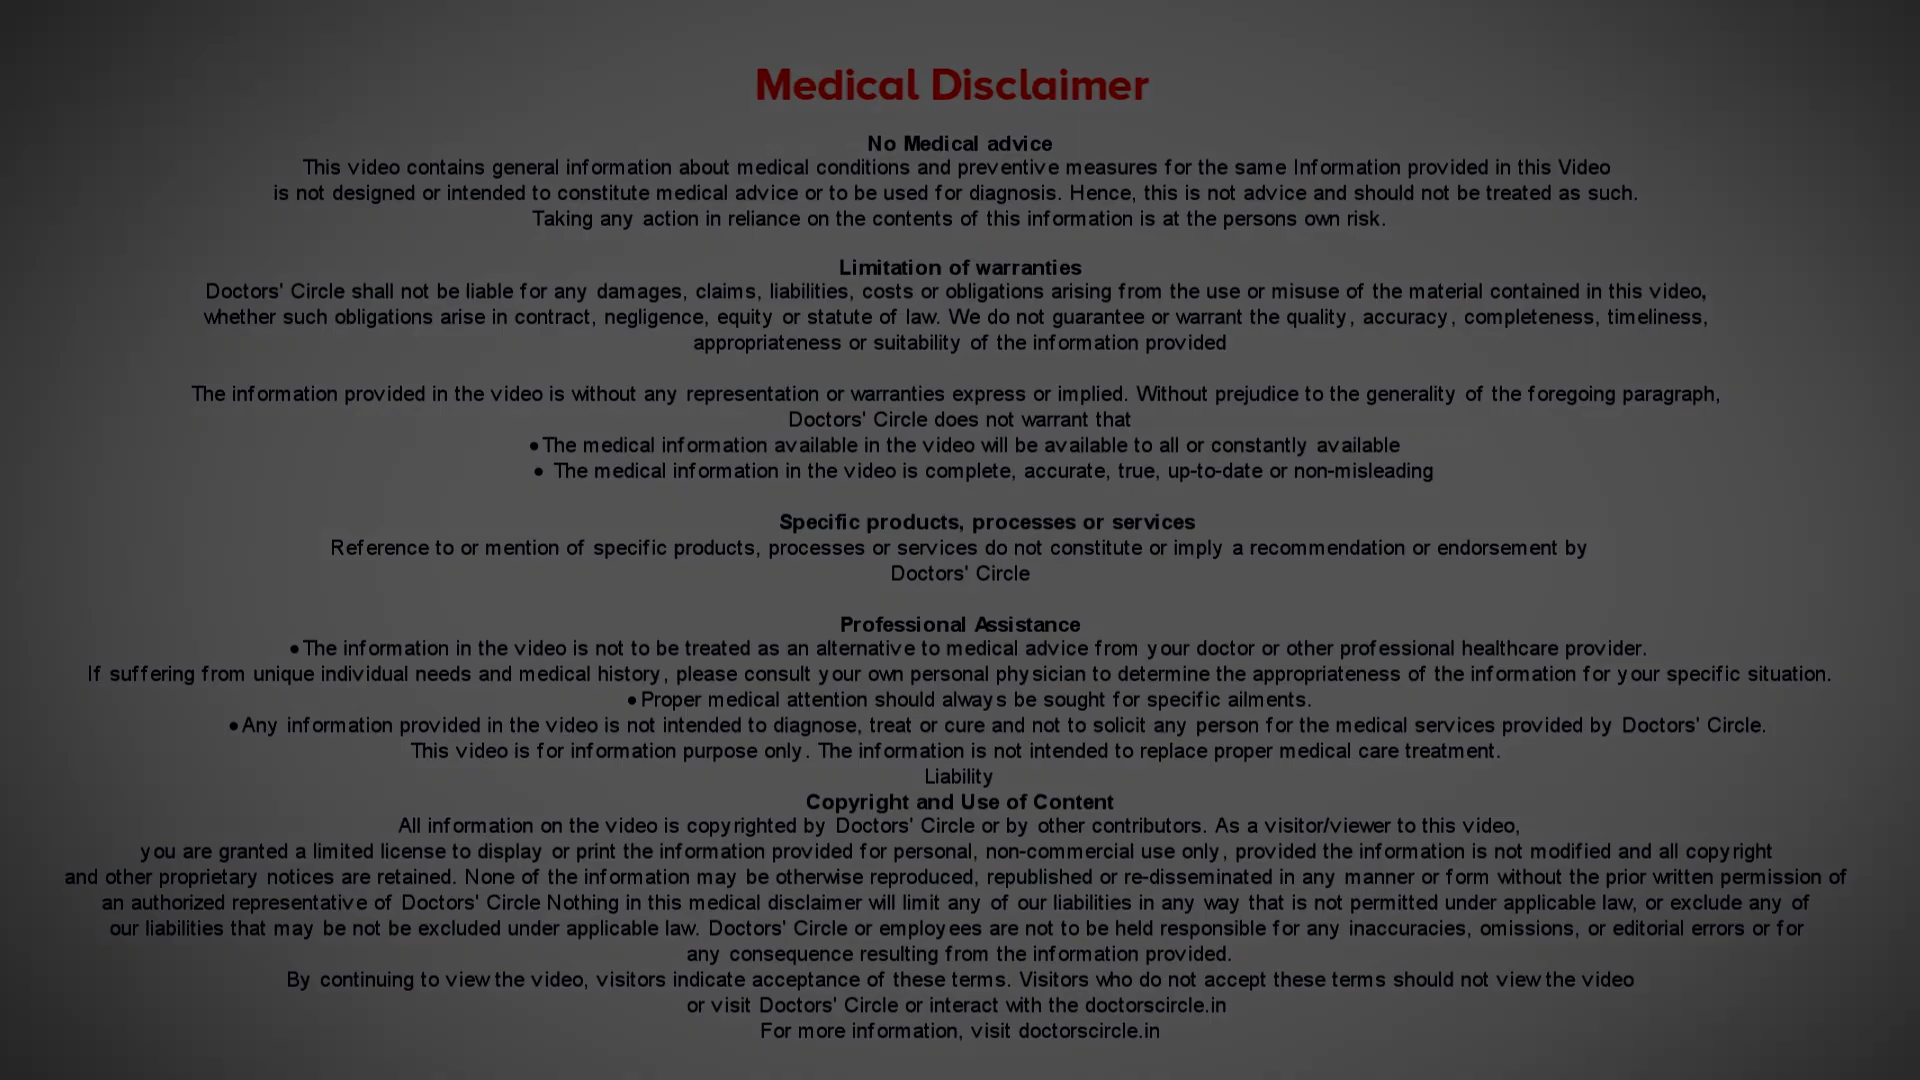 Medical Disclaimer
No Medical advice
This video contains general information about medical conditions and preventive measures for the same Information provided in this Video
is not designed or intended to constitute medical advice or to be used for diagnosis. Hence, this is not advice and should not be treated as such.
Taking any action in reliance on the contents of this information is at the persons own risk.
Limitation of warranties
Doctors' Circle shall not be liable for any damages, claims, liabilities, costs or obligations arising from the use or misuse of the material contained in this video,
whether such obligations arise in contract, negligence, equity or statute of law. We do not guarantee or warrant the quality, accuracy, completeness, timeliness,
appropriateness or suitability of the information provided
The information provided in the video is without any representation or warranties express or implied. Without prejudice to the generality of the foregoing paragraph,
Doctors' Circle does not warrant that
• The medical information available in the video will be available to all or constantly available
• The medical information in the video is complete, accurate, true, up-to-date or non-misleading
Specific products, processes or services
Reference to or mention of specific products, processes or services do not constitute or imply a recommendation or endorsement by
Doctors' Circle
Professional Assistance
• The information in the video is not to be treated as an alternative to medical advice from your doctor or other professional healthcare provider.
If suffering from unique individual needs and medical history, please consult your own personal physician to determine the appropriateness of the information for your specific situation.
• Proper medical attention should always be sought for specific ailments.
• Any information provided in the video is not intended to diagnose, treat or cure and not to solicit any person for the medical services provided by Doctors' Circle.
This video is for information purpose only. The information is not intended to replace proper medical care treatment.
Liability
Copyright and Use of Content
All information on the video is copyrighted by Doctors' Circle or by other contributors. As a visitor/viewer to this video,
you are granted a limited license to display or print the information provided for personal, non-commercial use only, provided the information is not modified and all copyright
and other proprietary notices are retained. None of the information may be otherwise reproduced, republished or re-disseminated in any manner or form without the prior written permission of
an authorized representative of Doctors' Circle Nothing in this medical disclaimer will limit any of our liabilities in any way that is not permitted under applicable law, or exclude any of
our liabilities that may be not be excluded under applicable law. Doctors' Circle or employees are not to be held responsible for any inaccuracies, omissions, or editorial errors or for
any consequence resulting from the information provided.
By continuing to view the video, visitors indicate acceptance of these terms. Visitors who do not accept these terms should not view the video
or visit Doctors' Circle or interact with the doctorscircle.in
For more information, visit doctorscircle.in